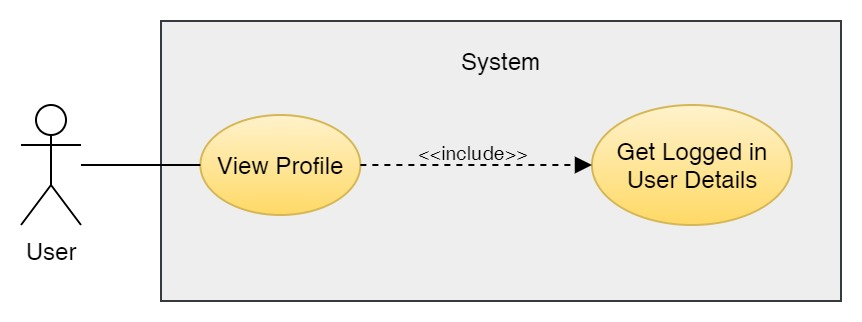 System
View Profile
<<include>>
Get Logged in
User Details
User